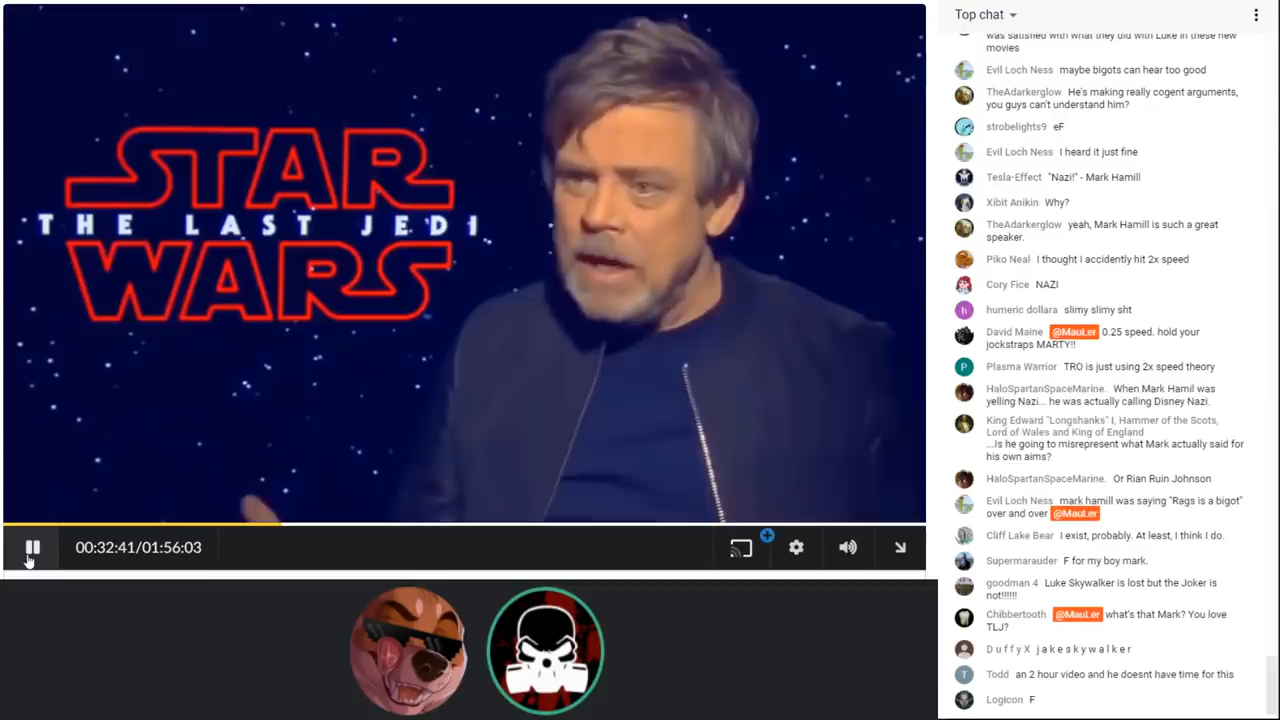 STAR
THE LAST JEDI
WARS
00:32:41/01:56:03
Top chat
was satisfied with what they did with Luke in these new
movies
Evil Loch Ness maybe bigots can hear too good
TheAdarkerglow He's making really cogent arguments,
you guys can't understand him?
strobelights9 eF
Evil Loch Ness I heard it just fine
Tesla-Effect "Nazi!" - Mark Hamill
Xibit Anikin Why?
TheAdarkerglow yeah, Mark Hamill is such a great
speaker.
Piko Neal I thought I accidently hit 2x speed
Cory Fice NAZI
h
humeric dollara slimy slimy sht
David Maine @MauLer 0.25 speed. hold your
jockstraps MARTY!!
P
Plasma Warrior TRO is just using 2x speed theory
HaloSpartanSpaceMarine. When Mark Hamil was
yelling Nazi... he was actually calling Disney Nazi.
King Edward "Longshanks" I, Hammer of the Scots,
Lord of Wales and King of England
...Is he going to misrepresent what Mark actually said for
his own aims?
HaloSpartanSpaceMarine. Or Rian Ruin Johnson
Evil Loch Ness mark hamill was saying "Rags is a bigot"
over and over @MauLer
Cliff Lake Bear I exist, probably. At least, I think I do.
Supermarauder F for my boy mark.
goodman 4 Luke Skywalker is lost but the Joker is
not!!!!!!
Chibbertooth @MauLer what's that Mark? You love
TLJ?
D u f f y X j a k e s k y w a l k e r
T
Todd an 2 hour video and he doesnt have time for this
Logicon F